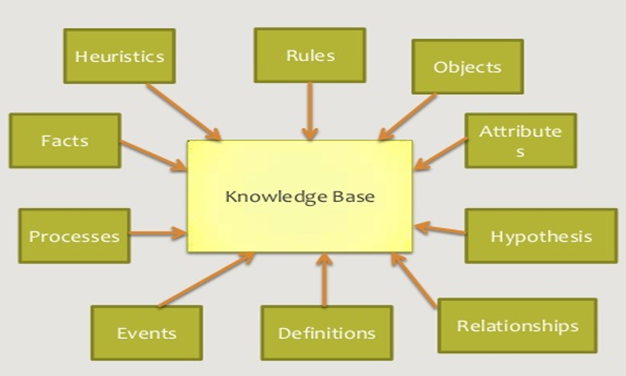 Heuristics
Rules
Objects
Facts
Attribute
s
Knowledge Base
Processes
Hypothesis
Events
Definitions
Relationships